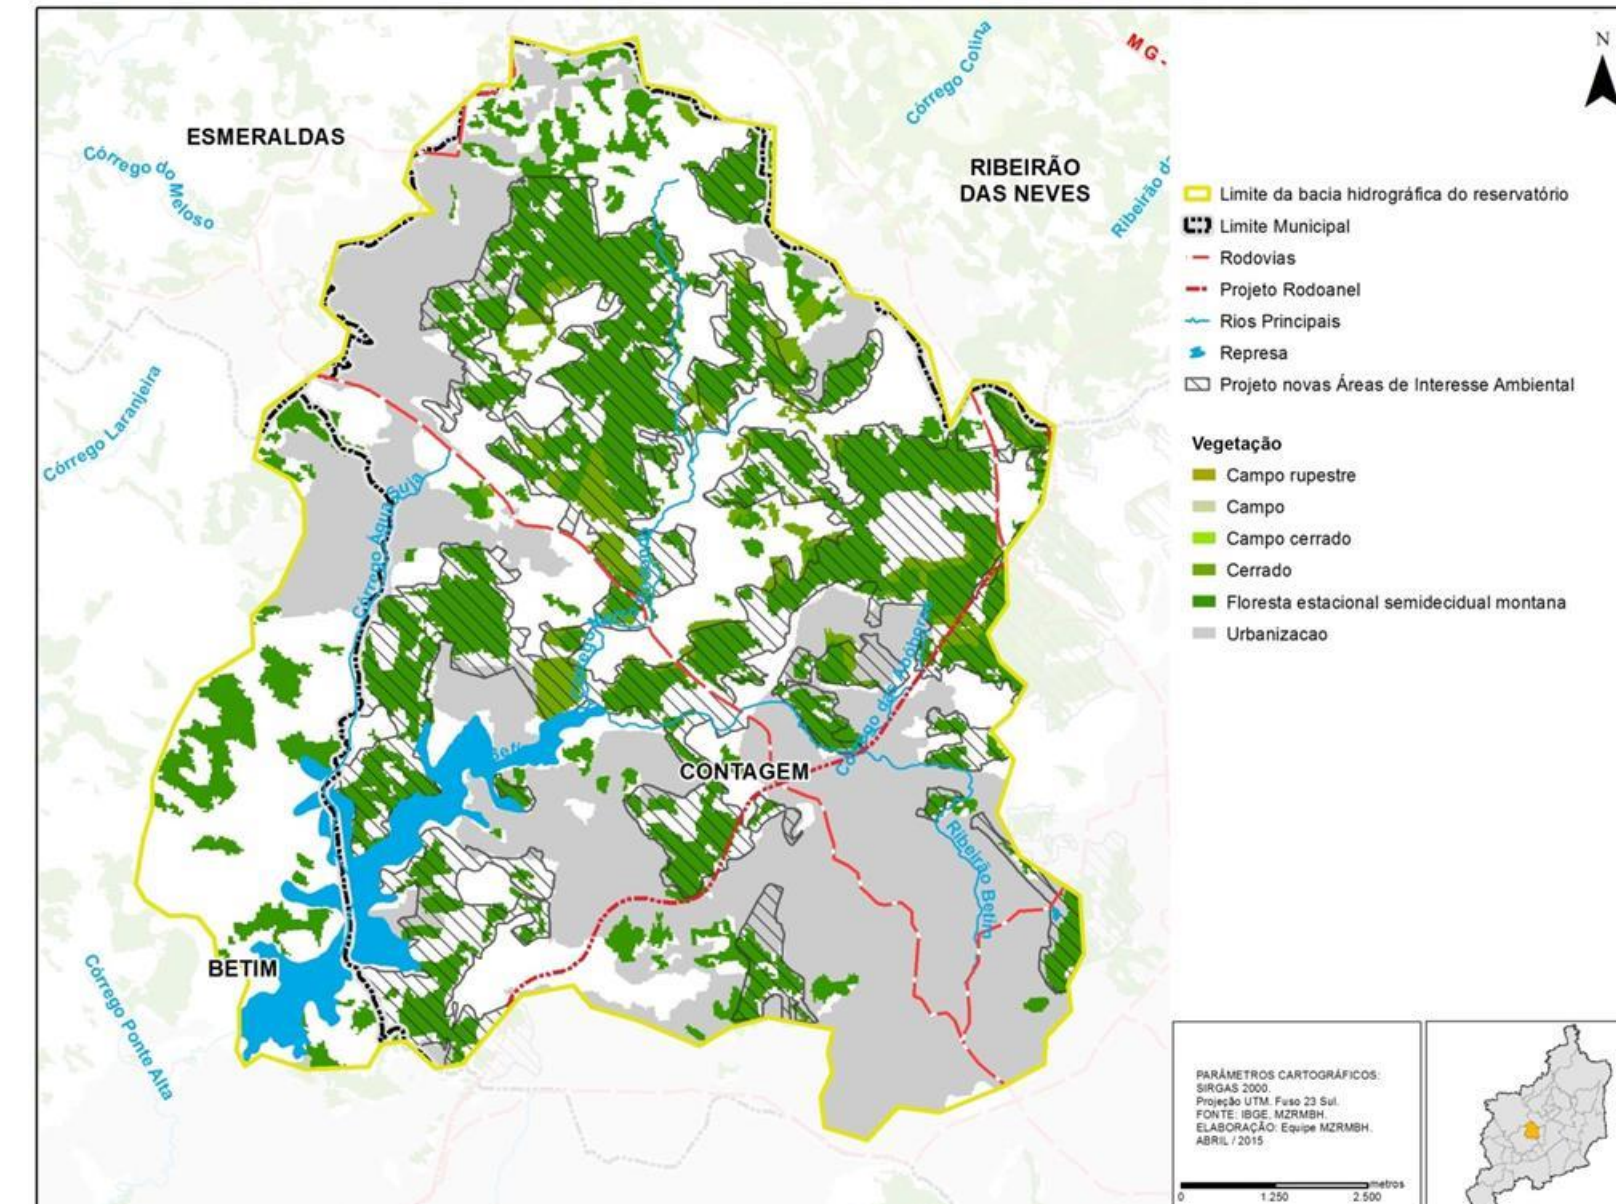 ESMERALDAS
Córrego do Meloso
Córrego Colina
MG-
RIBEIRÃO
DAS NEVES
Ribeirão d
Córrego Laranjeira
Córrego Água Suja
Córrego das Abóboras
CONTAGEM
Ribeirão Betim
BETIM
Córrego Ponte Alta
N
Limite da bacia hidrográfica do reservatório
Limite Municipal
Rodovias
Projeto Rodoanel
Rios Principais
Represa
Projeto novas Áreas de Interesse Ambiental
Vegetação
Campo rupestre
Campo
Campo cerrado
Cerrado
Floresta estacional semidecidual montana
Urbanizacao
PARÂMETROS CARTOGRÁFICOS:
SIRGAS 2000.
Projeção UTM. Fuso 23 Sul.
FONTE: IBGE, MZRMBH.
ELABORAÇÃO: Equipe MZRMBH.
ABRIL / 2015
metros
0 1.250 2.500